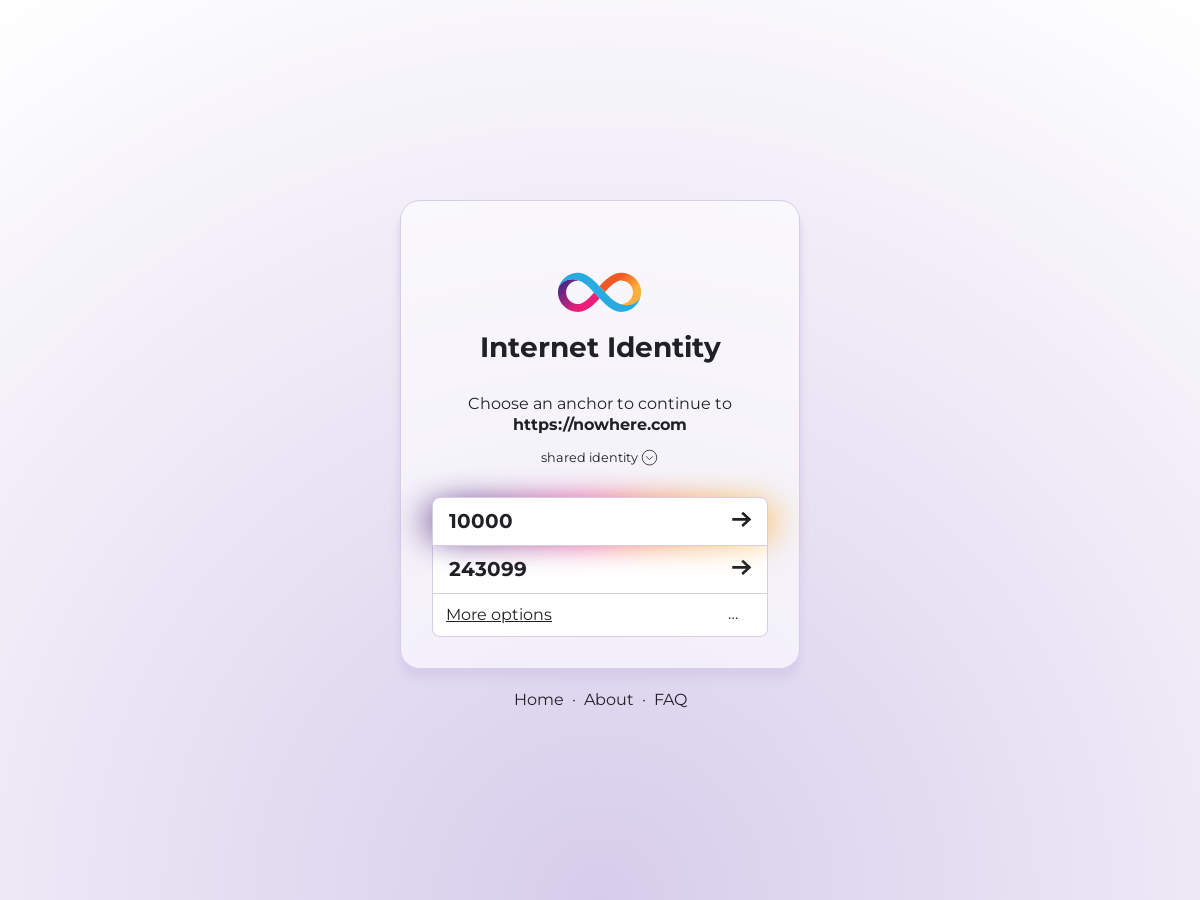 Internet Identity
Choose an anchor to continue to
https://nowhere.com
shared identity
10000
243099
More options ...
Home · About · FAQ